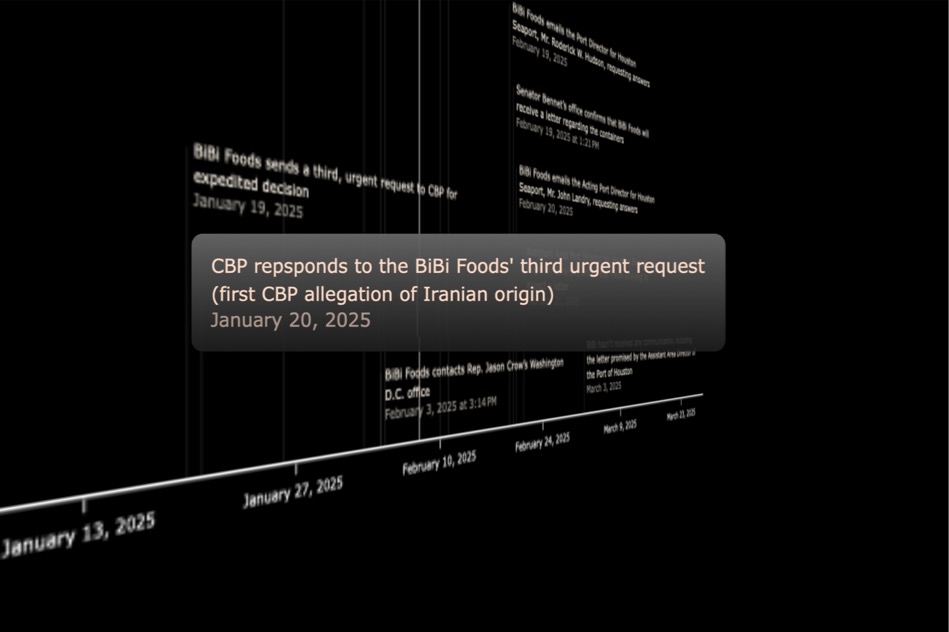 BiBi Foods emails the Port Director for Houston
Seaport, Mr. Roderick W. Hudson, requesting answers
February 19, 2025
Senator Bennet's office confirms that BiBi Foods will
receive a letter regarding the containers
February 19, 2025 at 1:21 PM
BiBi Foods sends a third, urgent request to CBP for
expedited decision
January 19, 2025
BiBi Foods emails the Acting Port Director for Houston
Seaport, Mr. John Landry, requesting answers
February 20, 2025
CBP repsponds to the BiBi Foods' third urgent request
(first CBP allegation of Iranian origin)
January 20, 2025
the letter promised by the Assistant Area Director
the Port of Houston
March 3, 2025
BiBi Foods contacts Rep. Jason Crow's Washington
D.C. office
February 3, 2025 at 3:14 PM
January 13, 2025
January 27, 2025
February 10, 2025
February 24, 2025
March 9, 2025
March 23, 2025